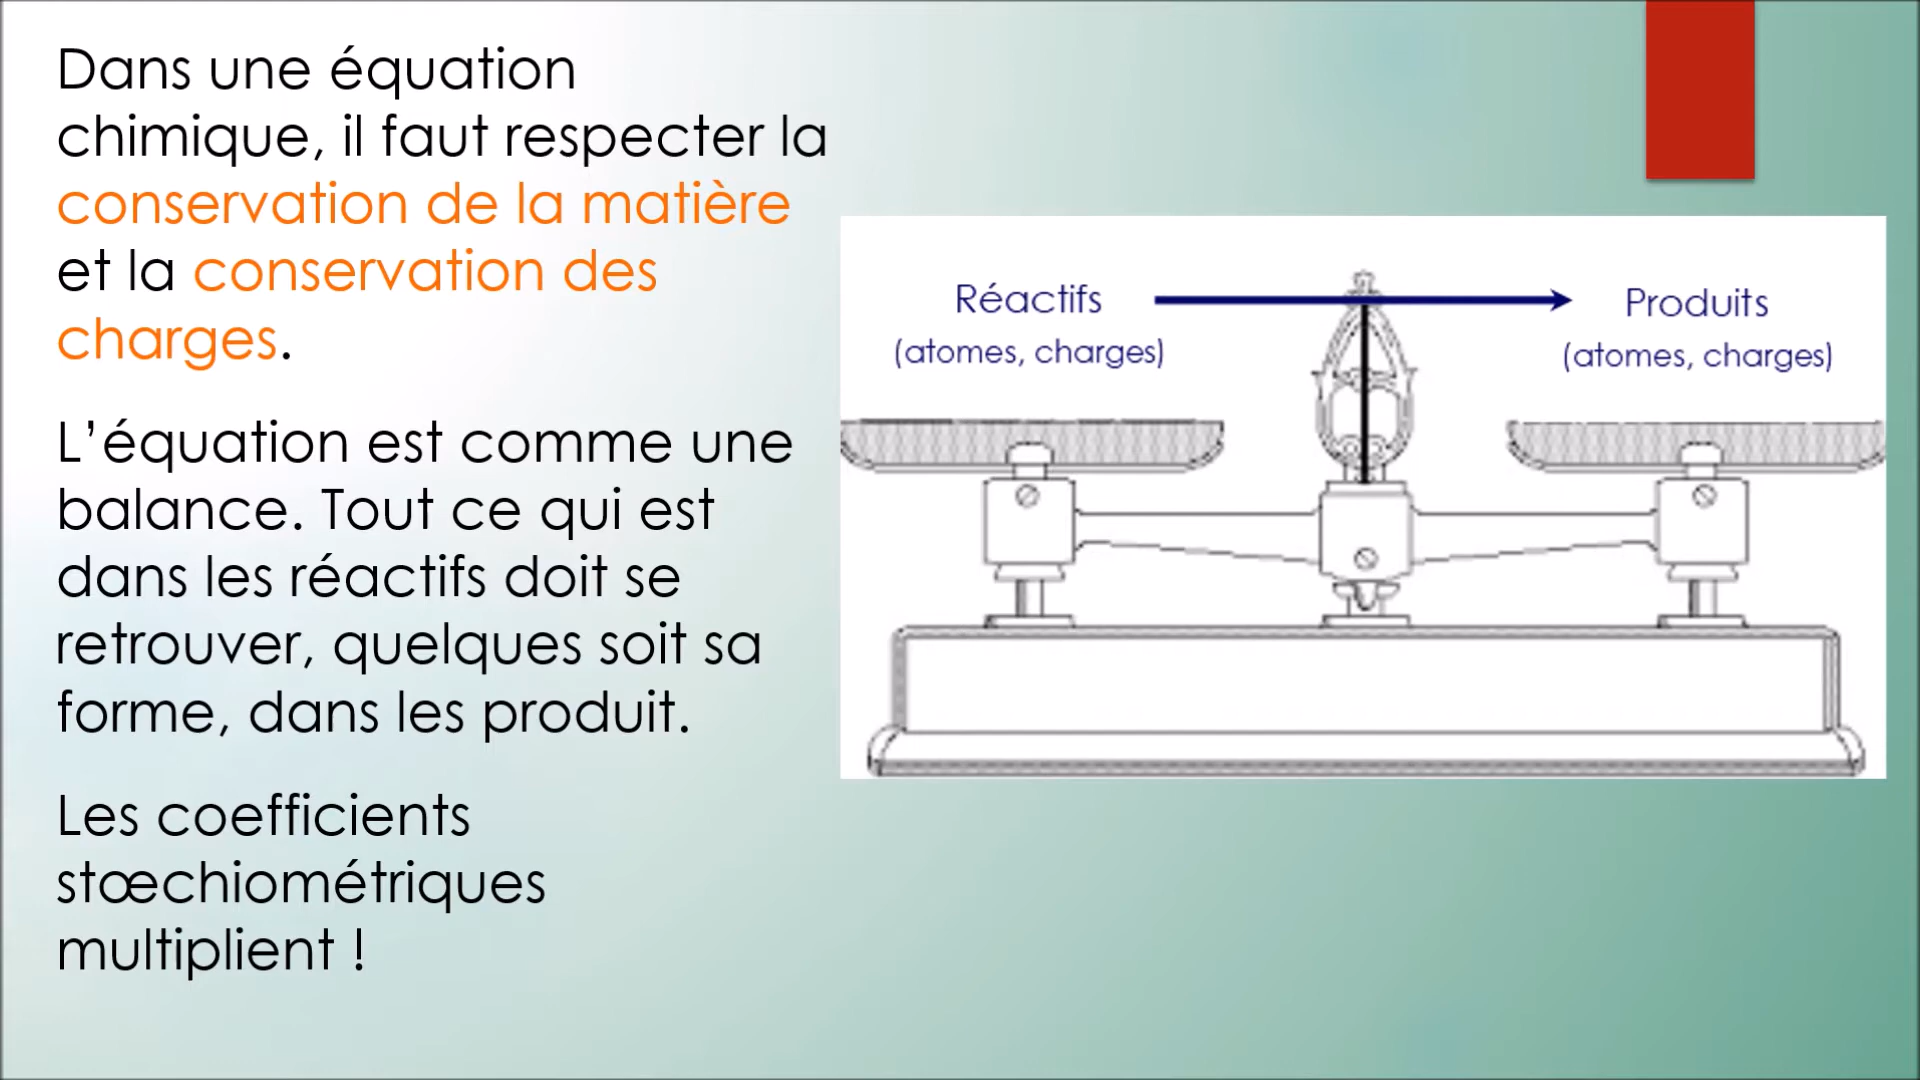 Dans une équation
chimique, il faut respecter la
conservation de la matière
et la conservation des
charges.
L’équation est comme une
balance. Tout ce qui est
dans les réactifs doit se
retrouver, quelques soit sa
forme, dans les produit.
Les coefficients
stœchiométriques
multiplient !
Réactifs
(atomes, charges)
Produits
(atomes, charges)